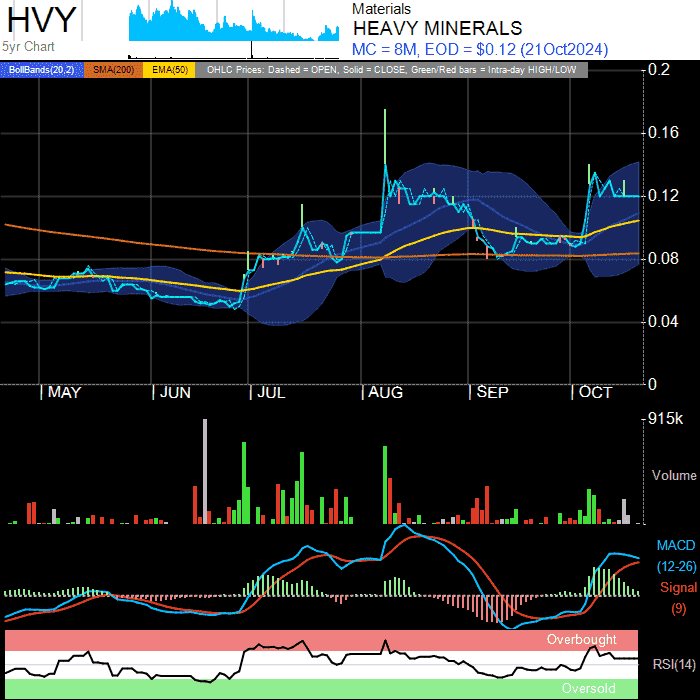 HVY
5yr Chart
Materials
HEAVY MINERALS
MC = 8M, EOD = $0.12 (21Oct2024)
BollBands(20,2) SMA(200) EMA(50) OHLC Prices: Dashed = OPEN, Solid = CLOSE, Green/Red bars = Intra-day HIGH/LOW
0.2
0.16
0.12
0.08
0.04
0
MAY JUN JUL AUG SEP OCT
915k
Volume
MACD
(12-26)
Signal
(9)
Overbought
RSI(14)
Oversold